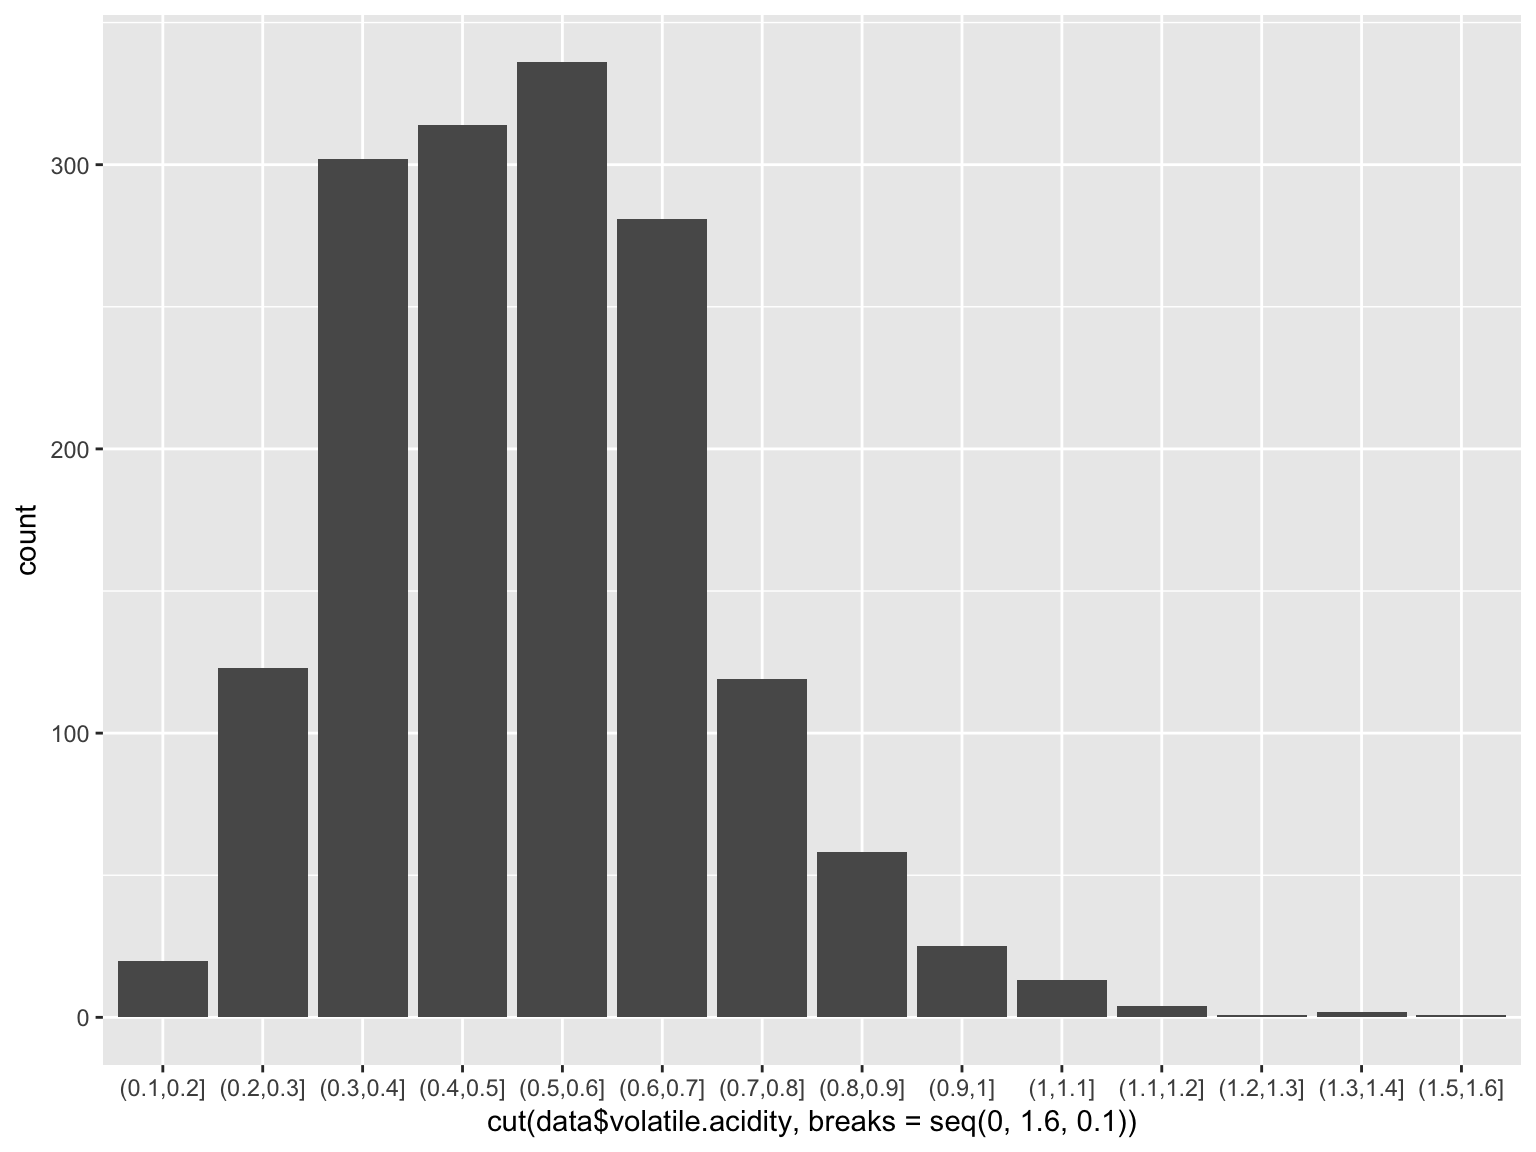 300
200
100
0
count
(0.1,0.2] (0.2,0.3] (0.3,0.4] (0.4,0.5] (0.5,0.6] (0.6,0.7] (0.7,0.8] (0.8,0.9] (0.9,1] (1,1.1] (1.1,1.2] (1.2,1.3] (1.3,1.4] (1.5,1.6]
cut(data$volatile.acidity, breaks = seq(0, 1.6, 0.1))